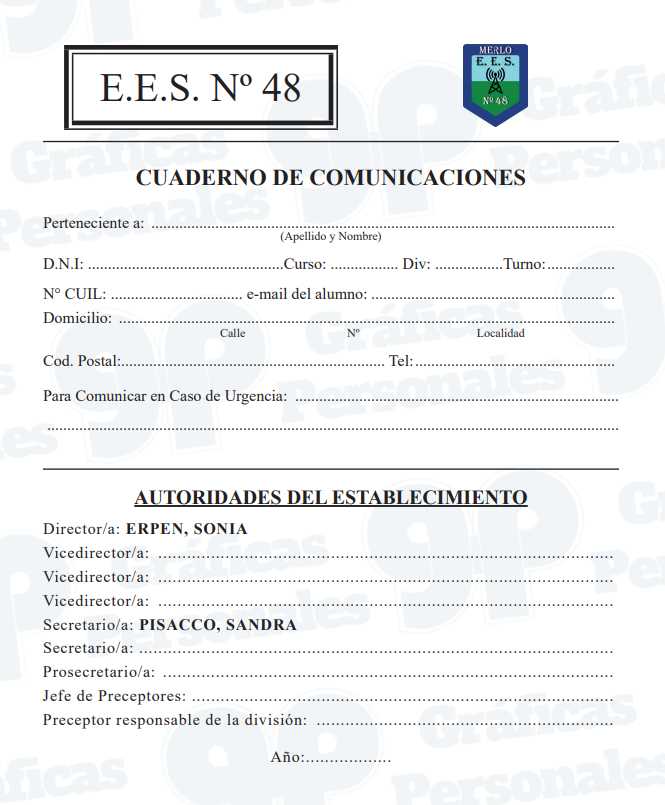 E.E.S. Nº 48
MERLO
E. E. S.
Nº 48
CUADERNO DE COMUNICACIONES
Perteneciente a: ....................................................................................................................
(Apellido y Nombre)
D.N.I: .................................................Curso: ................. Div: .................Turno:.................
N° CUIL: ................................. e-mail del alumno: .............................................................
Domicilio: ............................................................................................................................
Calle Nº Localidad
Cod. Postal:.................................................................. Tel:..................................................
Para Comunicar en Caso de Urgencia: .................................................................................
...............................................................................................................................................
AUTORIDADES DEL ESTABLECIMIENTO
Director/a: ERPEN, SONIA
Vicedirector/a: ................................................................................
Vicedirector/a: ................................................................................
Vicedirector/a: ................................................................................
Secretario/a: PISACCO, SANDRA
Secretario/a: ...................................................................................
Prosecretario/a: ...............................................................................
Jefe de Preceptores: ..........................................................................
Preceptor responsable de la división: ....................................................
Año:.................
Gráficas
Personales
gp